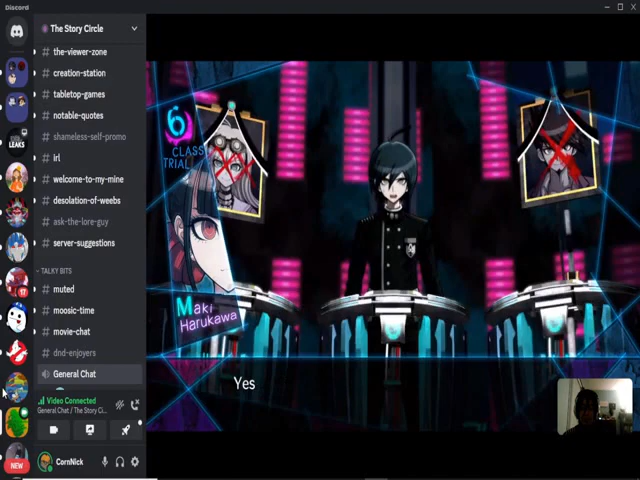 Discord
The Story Circle
# the-viewer-zone
# creation-station
# tabletop-games
# notable-quotes
# shameless-self-promo
# irl
# welcome-to-my-mine
# desolation-of-weebs
# ask-the-lore-guy
# server-suggestions
TALKY BITS
# muted
# moosic-time
# movie-chat
# dnd-enjoyers
General Chat
Video Connected
General Chat / The Story Ci...
CornNick
LEAKS
17
NEW
6
CLASS
TRIAL
Maki
Harukawa
Yes